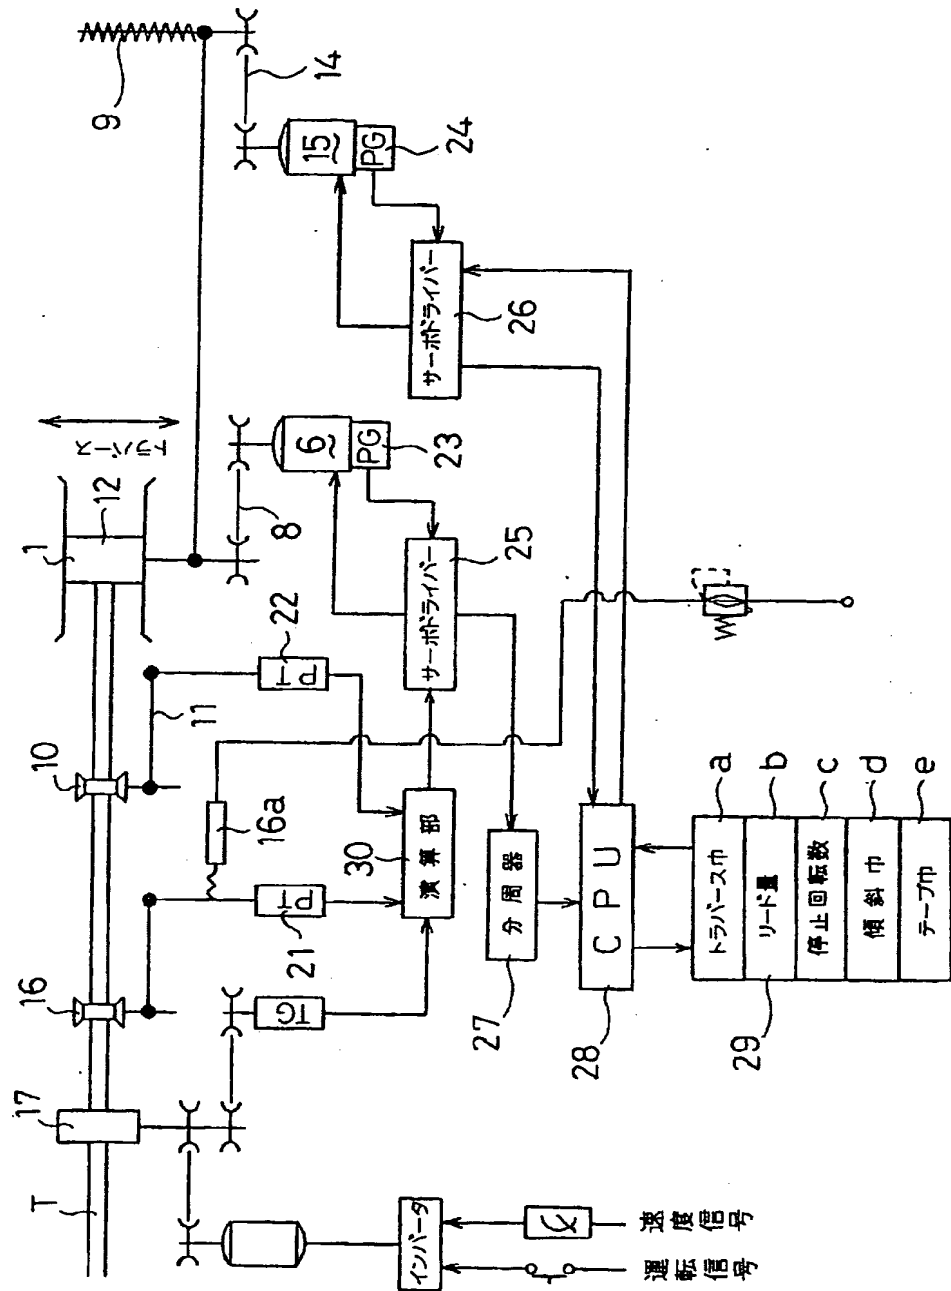 T
17
16
10
1
12
トラバース
9
14
15
PG
24
6
PG
23
8
11
PT
22
16a
PT
21
TG
演算部
30
サーボドライバー
25
サーボドライバー
26
分周器
27
CPU
28
トラバース巾
a
リード量
b
停止回転数
c
傾斜巾
d
テープ巾
e
29
インバータ
運転信号
速度信号